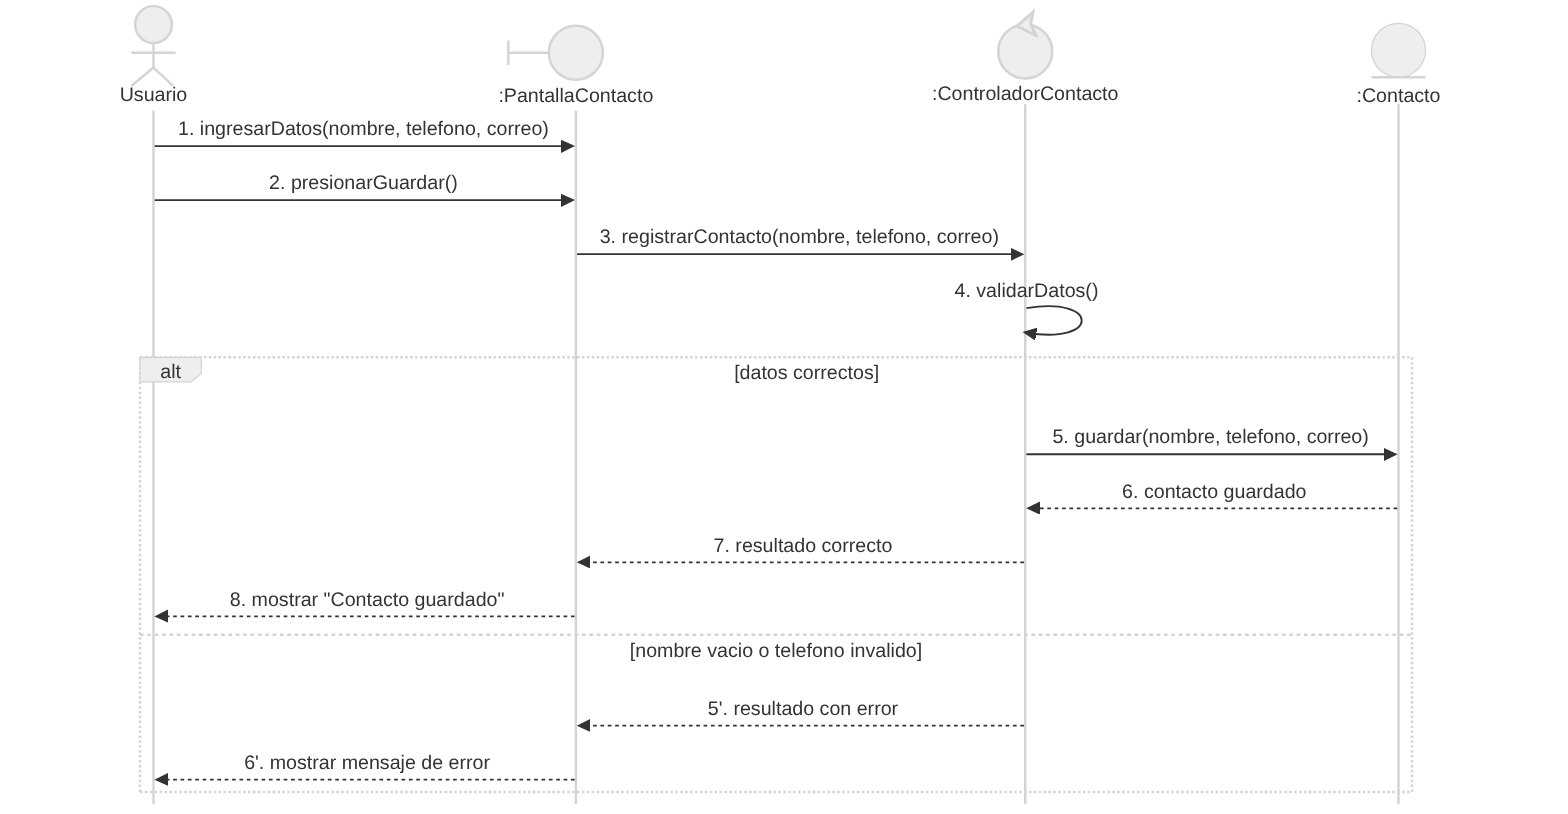 Usuario
:PantallaContacto
:ControladorContacto
:Contacto
1. ingresarDatos(nombre, telefono, correo)
2. presionarGuardar()
3. registrarContacto(nombre, telefono, correo)
4. validarDatos()
alt
[datos correctos]
5. guardar(nombre, telefono, correo)
6. contacto guardado
7. resultado correcto
8. mostrar "Contacto guardado"
[nombre vacio o telefono invalido]
5'. resultado con error
6'. mostrar mensaje de error